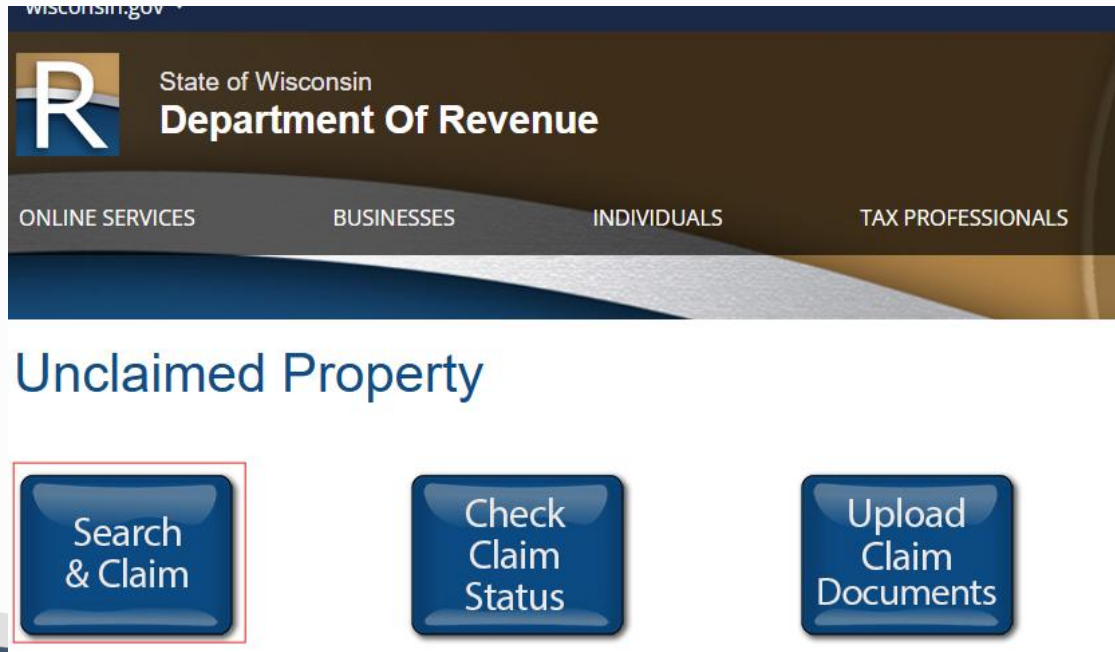 wisconsin.gov
R
State of Wisconsin
Department Of Revenue
ONLINE SERVICES BUSINESSES INDIVIDUALS TAX PROFESSIONALS
Unclaimed Property
Search
& Claim
Check
Claim
Status
Upload
Claim
Documents